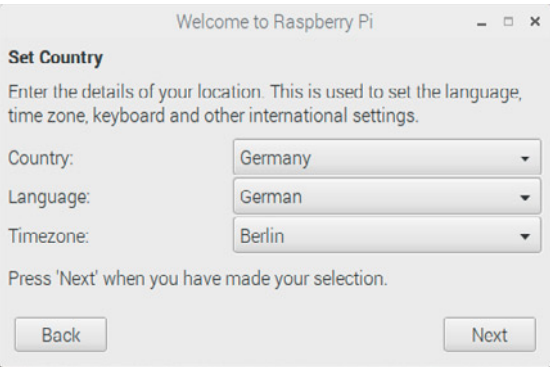 Welcome to Raspberry Pi
Set Country
Enter the details of your location. This is used to set the language,
time zone, keyboard and other international settings.
Country: Germany
Language: German
Timezone: Berlin
Press 'Next' when you have made your selection.
Back Next